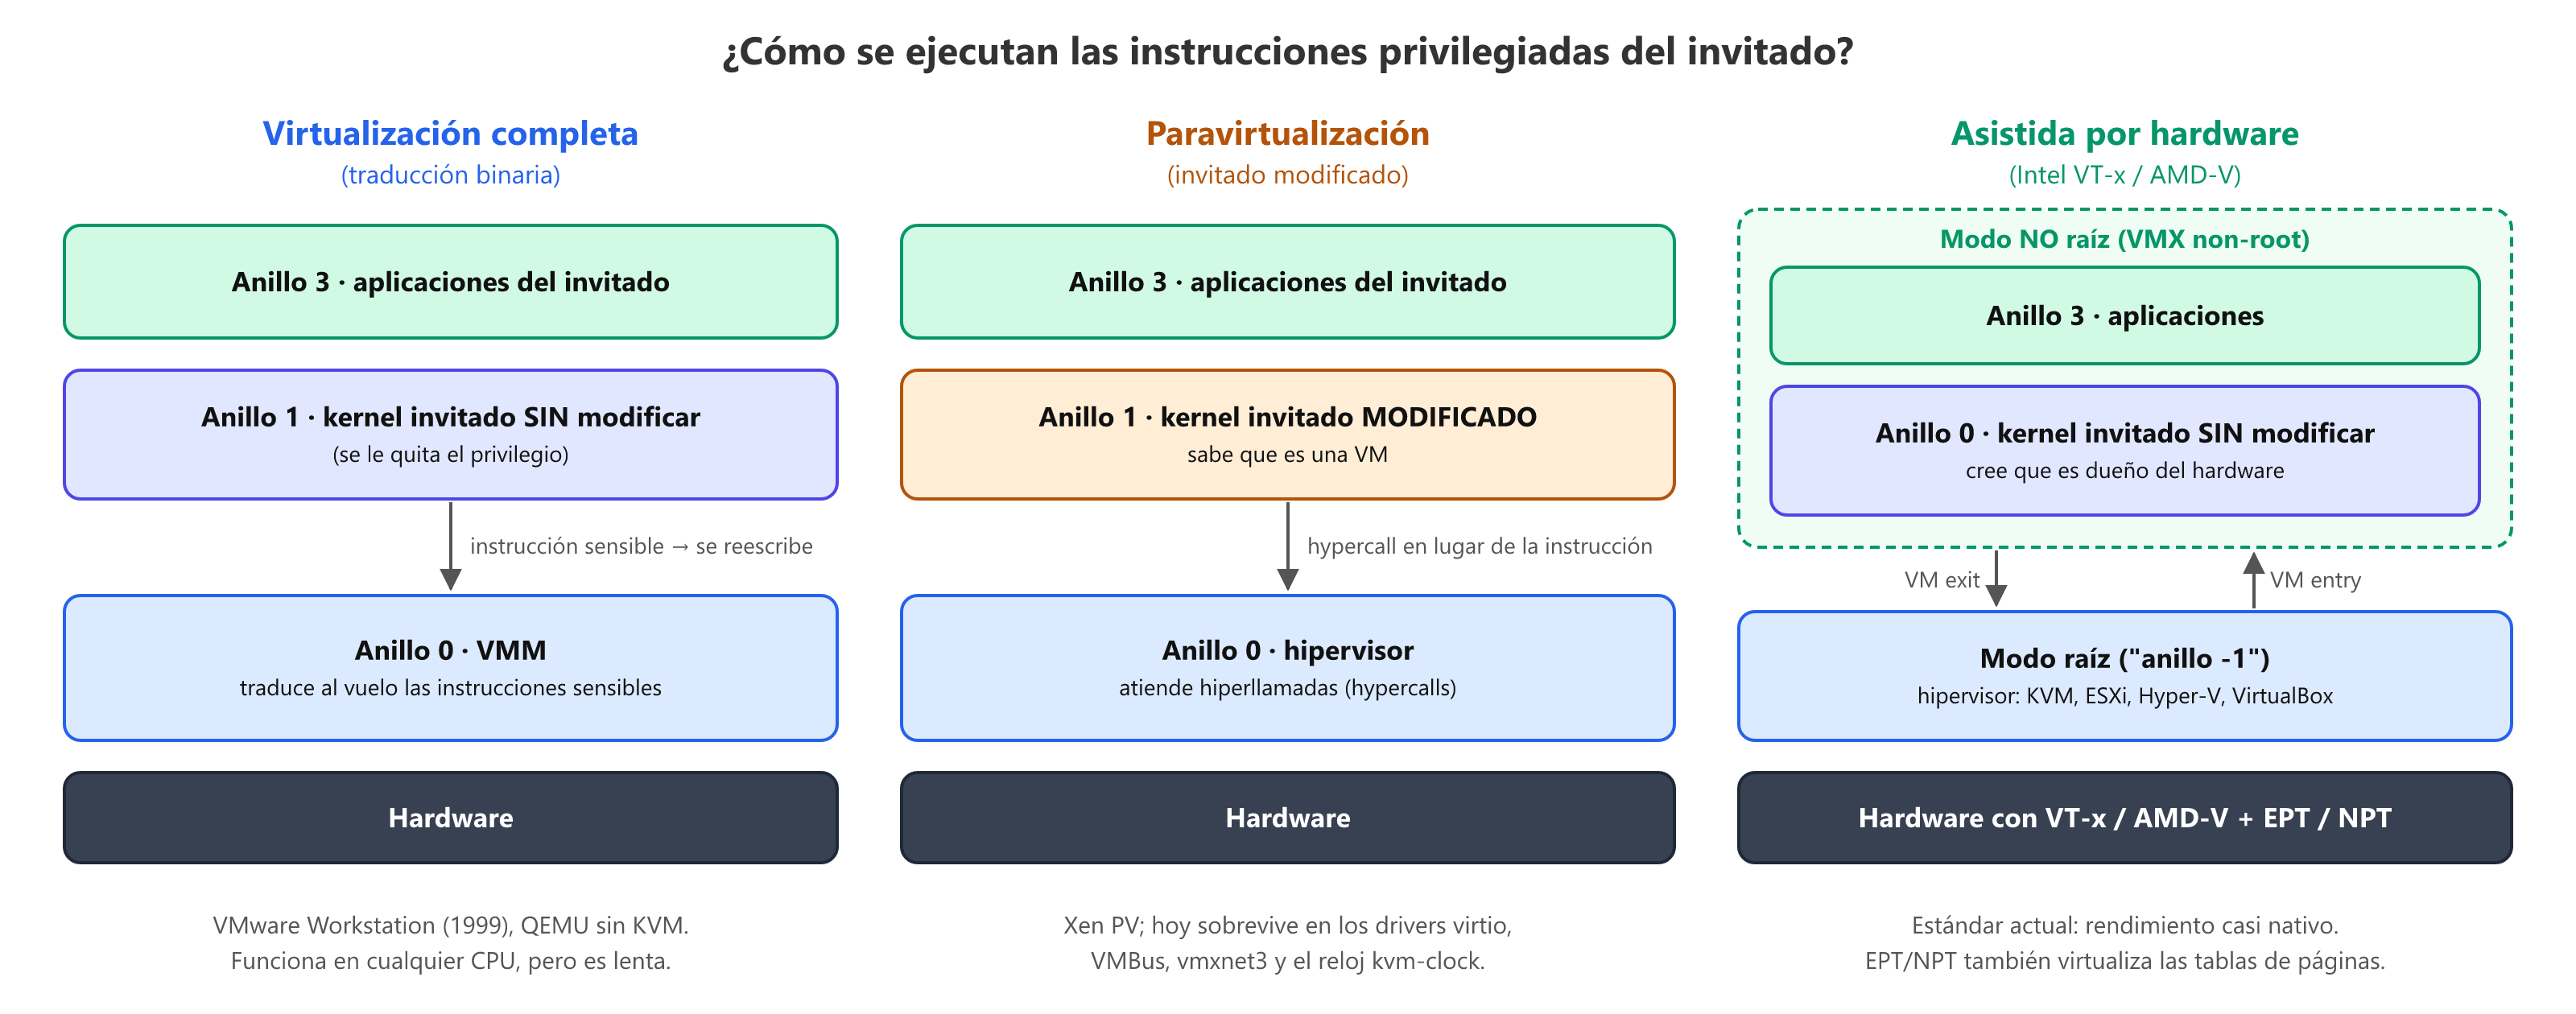 ¿Cómo se ejecutan las instrucciones privilegiadas del invitado?
Virtualización completa
(traducción binaria)
Anillo 3 · aplicaciones del invitado
Anillo 1 · kernel invitado SIN modificar
(se le quita el privilegio)
instrucción sensible → se reescribe
Anillo 0 · VMM
traduce al vuelo las instrucciones sensibles
Hardware
VMware Workstation (1999), QEMU sin KVM.
Funciona en cualquier CPU, pero es lenta.
Paravirtualización
(invitado modificado)
Anillo 3 · aplicaciones del invitado
Anillo 1 · kernel invitado MODIFICADO
sabe que es una VM
hypercall en lugar de la instrucción
Anillo 0 · hipervisor
atiende hiperllamadas (hypercalls)
Hardware
Xen PV; hoy sobrevive en los drivers virtio,
VMBus, vmxnet3 y el reloj kvm-clock.
Asistida por hardware
(Intel VT-x / AMD-V)
Modo NO raíz (VMX non-root)
Anillo 3 · aplicaciones
Anillo 0 · kernel invitado SIN modificar
cree que es dueño del hardware
VM exit
VM entry
Modo raíz ("anillo -1")
hipervisor: KVM, ESXi, Hyper-V, VirtualBox
Hardware con VT-x / AMD-V + EPT / NPT
Estándar actual: rendimiento casi nativo.
EPT/NPT también virtualiza las tablas de páginas.